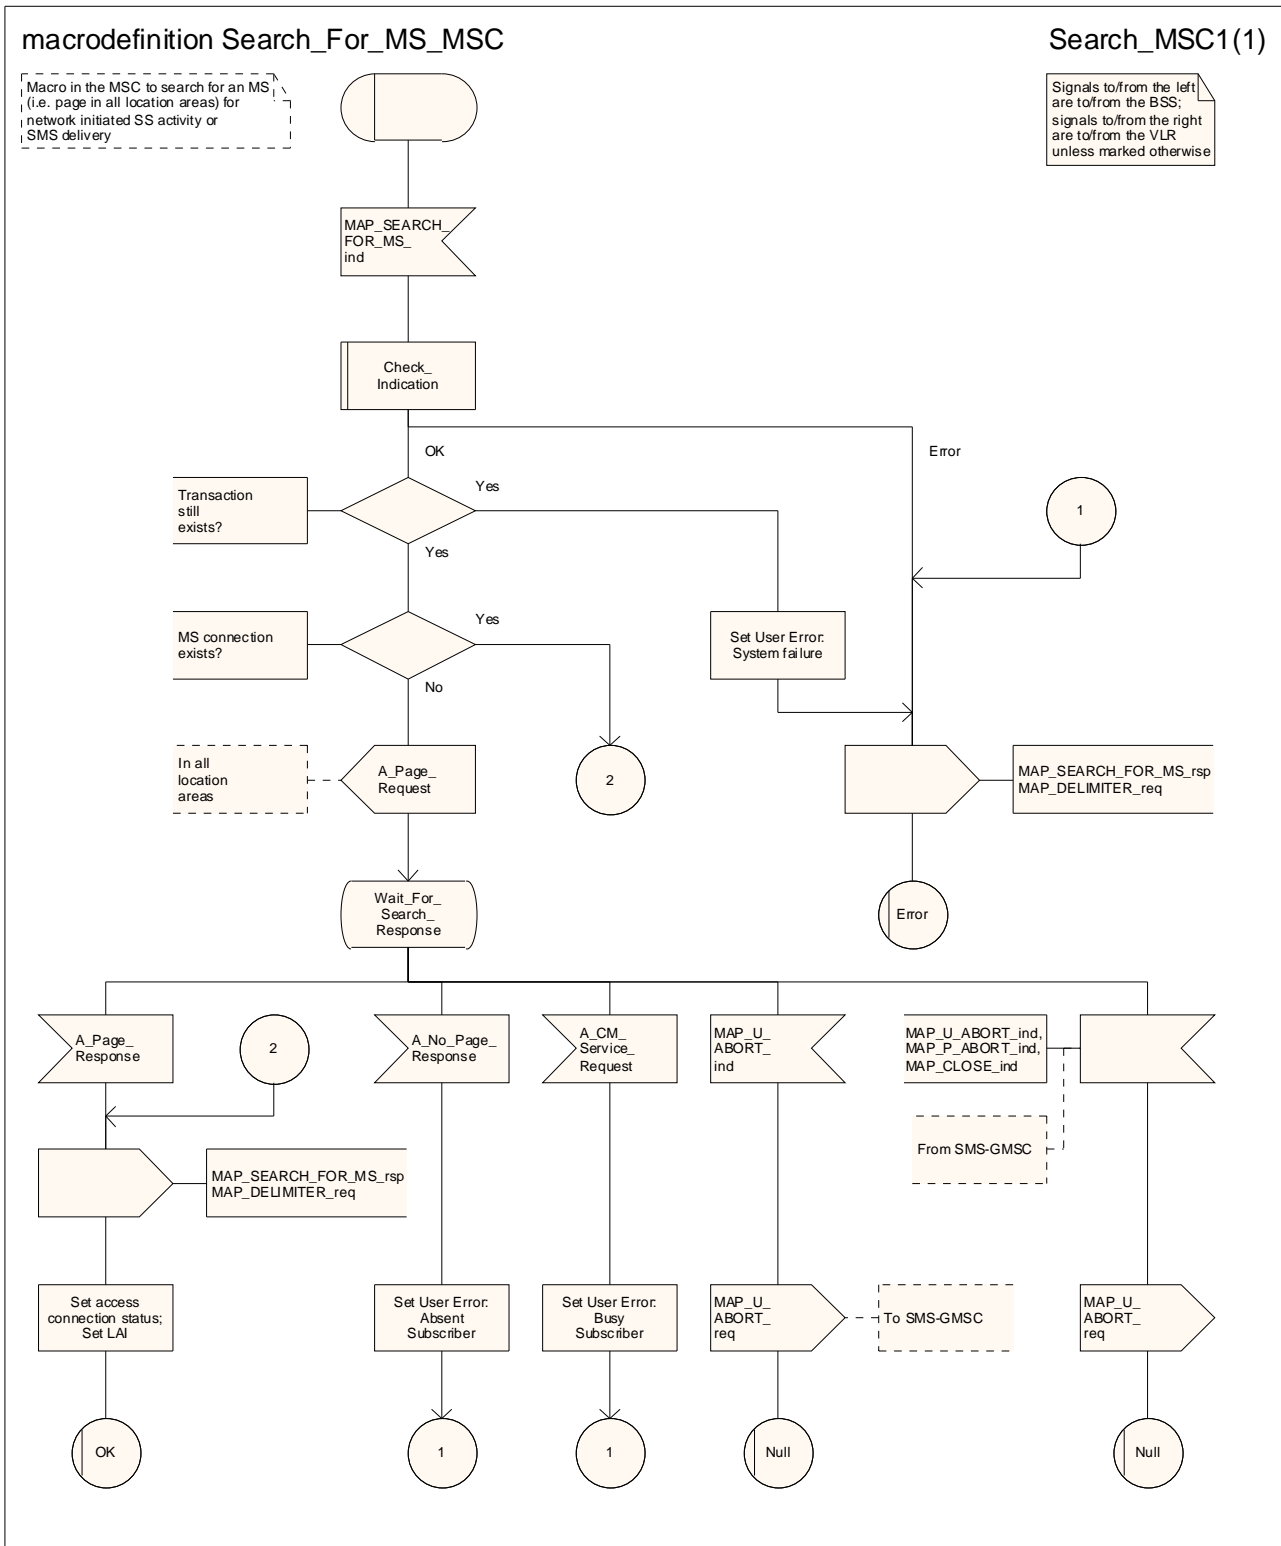 macrodefinition Search_For_MS_MSC
Search_MSC1(1)
Macro in the MSC to search for an MS
(i.e. page in all location areas) for
network initiated SS activity or
SMS delivery
Signals to/from the left
are to/from the BSS;
signals to/from the right
are to/from the VLR
unless marked otherwise
MAP_SEARCH_
FOR_MS_
ind
Check_
Indication
OK
Error
Transaction
still
exists?
Yes
1
Yes
MS connection
exists?
Yes
Set User Error:
System failure
No
In all
location
areas
A_Page_
Request
2
MAP_SEARCH_FOR_MS_rsp
MAP_DELIMITER_req
Wait_For_
Search_
Response
Error
A_Page_
Response
2
A_No_Page_
Response
A_CM_
Service_
Request
MAP_U_
ABORT_
ind
MAP_U_ABORT_ind,
MAP_P_ABORT_ind,
MAP_CLOSE_ind
From SMS-GMSC
MAP_SEARCH_FOR_MS_rsp
MAP_DELIMITER_req
Set access
connection status;
Set LAI
Set User Error:
Absent
Subscriber
Set User Error:
Busy
Subscriber
MAP_U_
ABORT_
req
To SMS-GMSC
MAP_U_
ABORT_
req
OK
1
1
Null
Null